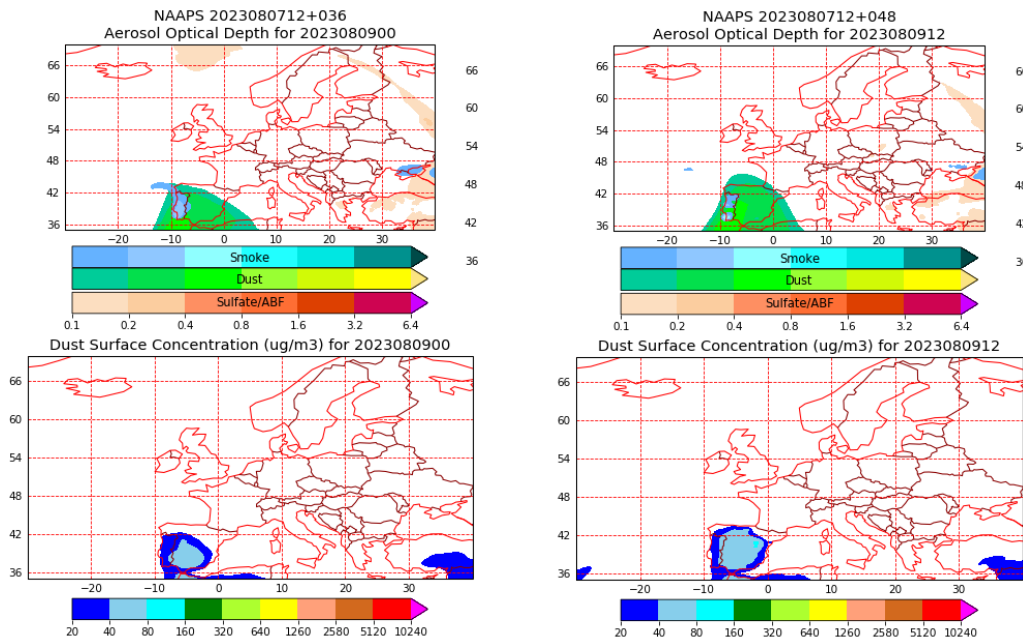 NAAPS 2023080712+036
Aerosol Optical Depth for 2023080900
66
60
54
48
42
36
−20 −10 0 10 20 30
66
60
54
48
42
36
Smoke
Dust
Sulfate/ABF
0.1 0.2 0.4 0.8 1.6 3.2 6.4
NAAPS 2023080712+048
Aerosol Optical Depth for 2023080912
66
60
54
48
42
36
−20 −10 0 10 20 30
Smoke
Dust
Sulfate/ABF
0.1 0.2 0.4 0.8 1.6 3.2 6.4
Dust Surface Concentration (ug/m3) for 2023080900
66
60
54
48
42
36
−20 −10 0 10 20 30
20 40 80 160 320 640 1260 2580 5120 10240
Dust Surface Concentration (ug/m3) for 2023080912
66
60
54
48
42
36
−20 −10 0 10 20 30
20 40 80 160 320 640 1260 2580 5120 10240